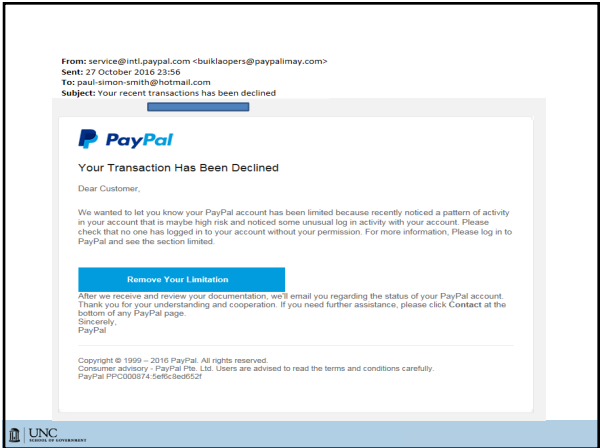 From: service@intl.paypal.com <buiklaopers@paypalimay.com>
Sent: 27 October 2016 23:56
To: paul-simon-smith@hotmail.com
Subject: Your recent transactions has been declined
PayPal
Your Transaction Has Been Declined
Dear Customer,
We wanted to let you know your PayPal account has been limited because recently noticed a pattern of activity
in your account that is maybe high risk and noticed some unusual log in activity with your account. Please
check that no one has logged in to your account without your permission. For more information, Please log in to
PayPal and see the section limited.
Remove Your Limitation
After we receive and review your documentation, we'll email you regarding the status of your PayPal account.
Thank you for your understanding and cooperation. If you need further assistance, please click Contact at the
bottom of any PayPal page.
Sincerely,
PayPal
Copyright © 1999 – 2016 PayPal. All rights reserved.
Consumer advisory - PayPal Pte. Ltd. Users are advised to read the terms and conditions carefully.
PayPal PPC000874:5ef6c8ed652f
UNC
SCHOOL OF GOVERNMENT